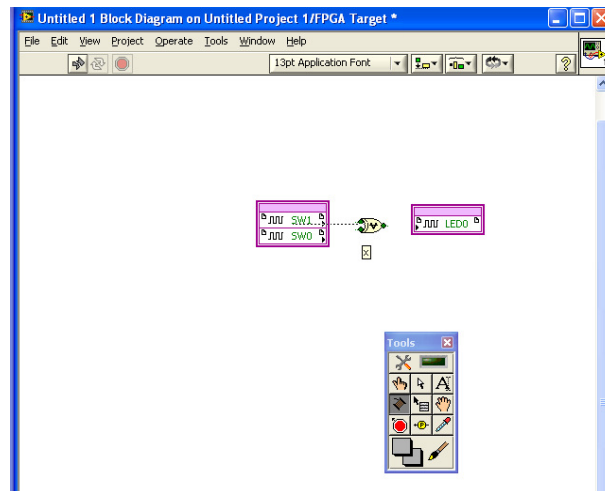 Untitled 1 Block Diagram on Untitled Project 1/FPGA Target *
File Edit View Project Operate Tools Window Help
13pt Application Font
?
SW1
SW0
LED0
x
Tools
A
P